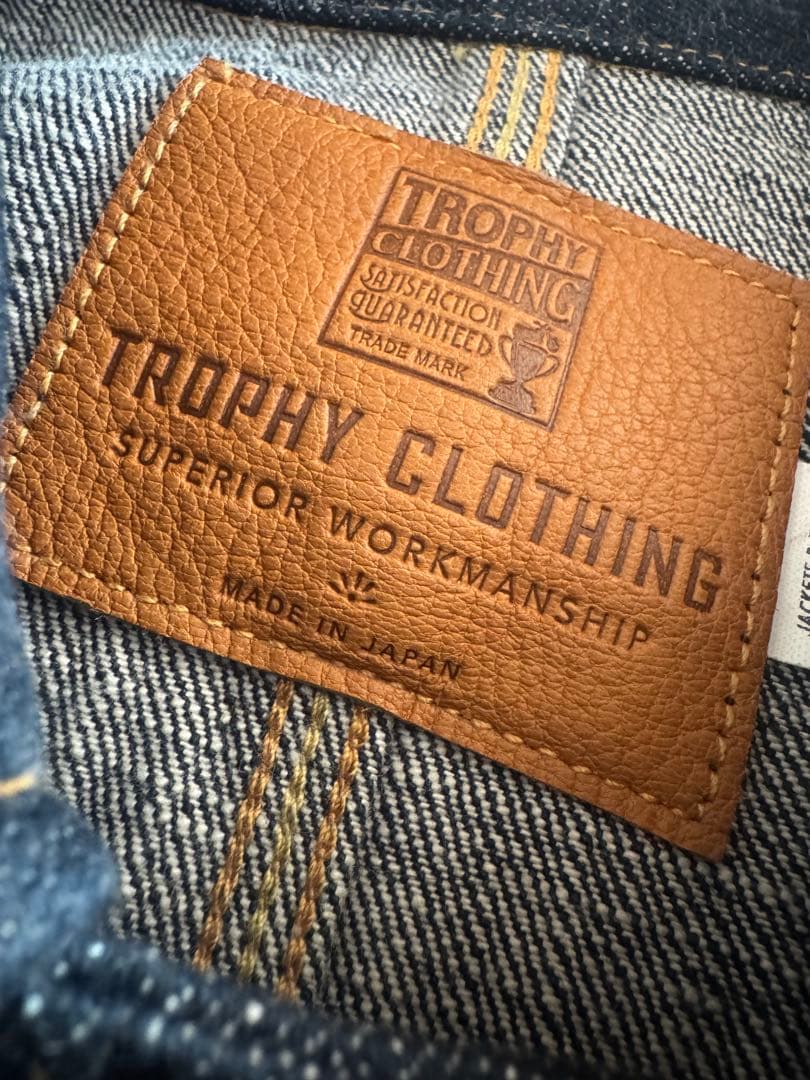 TROPHY
CLOTHING
SATISFACTION
GUARANTEED
TRADE MARK
TROPHY CLOTHING
SUPERIOR WORKMANSHIP
MADE IN JAPAN